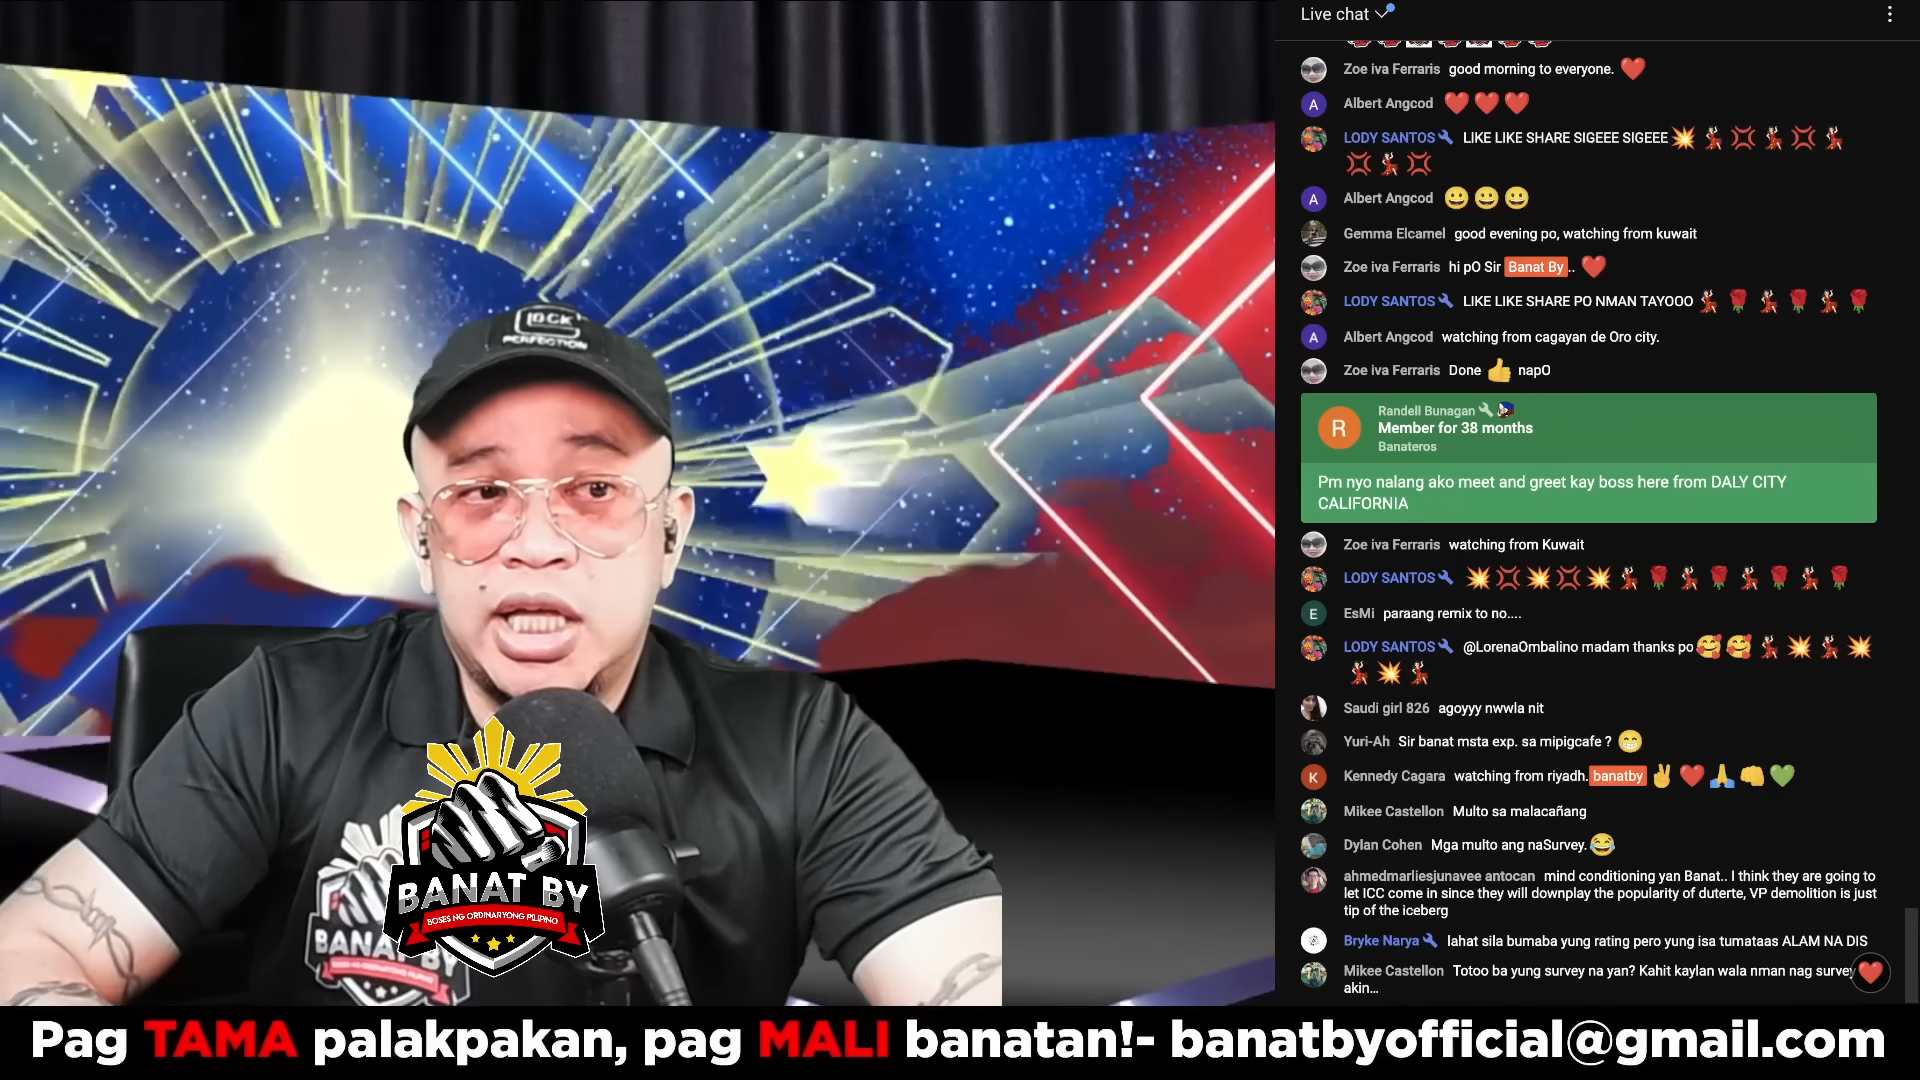 GLOCK
PERFECTION
BANAT BY
BOSES NG ORDINARYONG PILIPINO
Live chat
Zoe iva Ferraris good morning to everyone. ❤️
A Albert Angcod ❤️❤️❤️
LODY SANTOS LIKE LIKE SHARE SIGEEE SIGEEE💥💃💢💃💢💃
💢💃💢
A Albert Angcod 😀😀😀
Gemma Elcamel good evening po, watching from kuwait
Zoe iva Ferraris hi pO Sir Banat By.. ❤️
LODY SANTOS LIKE LIKE SHARE PO NMAN TAYOOO💃🌹💃🌹💃🌹
A Albert Angcod watching from cagayan de Oro city.
Zoe iva Ferraris Done 👍 napO
Randell Bunagan
R Member for 38 months
Banateros
Pm nyo nalang ako meet and greet kay boss here from DALY CITY
CALIFORNIA
Zoe iva Ferraris watching from Kuwait
LODY SANTOS 💥💢💥💢💥💃🌹💃🌹💃🌹💃🌹
E EsMi paraang remix to no....
LODY SANTOS @LorenaOmbalino madam thanks po🥰🥰💃💥💃💥
💃💥💃
Saudi girl 826 agoyyy nwwla nit
Yuri-Ah Sir banat msta exp. sa mipigcafe ? 😁
K Kennedy Cagara watching from riyadh.banatby ✌️❤️🙏👊💚
Mikee Castellon Multo sa malacañang
Dylan Cohen Mga multo ang naSurvey.😂
ahmedmarliesjunavee antocan mind conditioning yan Banat.. I think they are going to
let ICC come in since they will downplay the popularity of duterte, VP demolition is just
tip of the iceberg
Bryke Narya lahat sila bumaba yung rating pero yung isa tumataas ALAM NA DIS
Mikee Castellon Totoo ba yung survey na yan? Kahit kaylan wala nman nag survey
akin...
Pag TAMA palakpakan, pag MALI banatan!- banatbyofficial@gmail.com